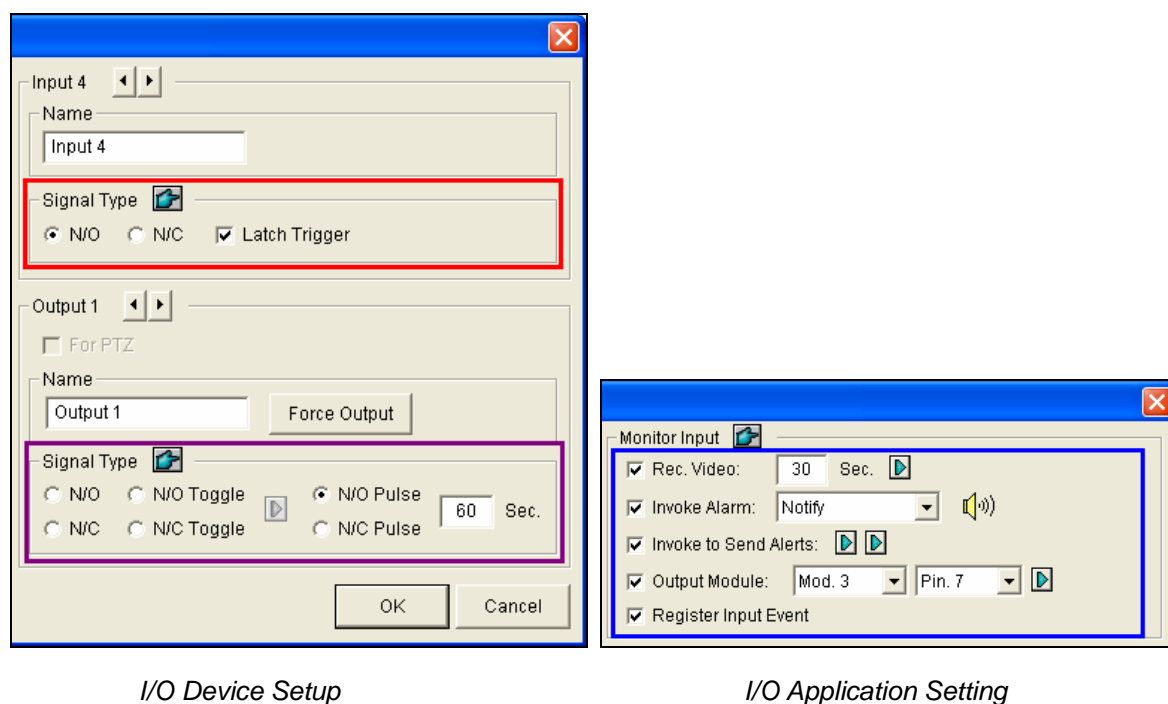 Input 4
Name
Input 4
Signal Type
N/O N/C Latch Trigger
Output 1
For PTZ
Name
Output 1 Force Output
Signal Type
N/O N/O Toggle N/O Pulse
60 Sec.
N/C N/C Toggle N/C Pulse
OK Cancel
I/O Device Setup
Monitor Input
Rec. Video: 30 Sec.
Invoke Alarm: Notify
Invoke to Send Alerts:
Output Module: Mod. 3 Pin. 7
Register Input Event
I/O Application Setting